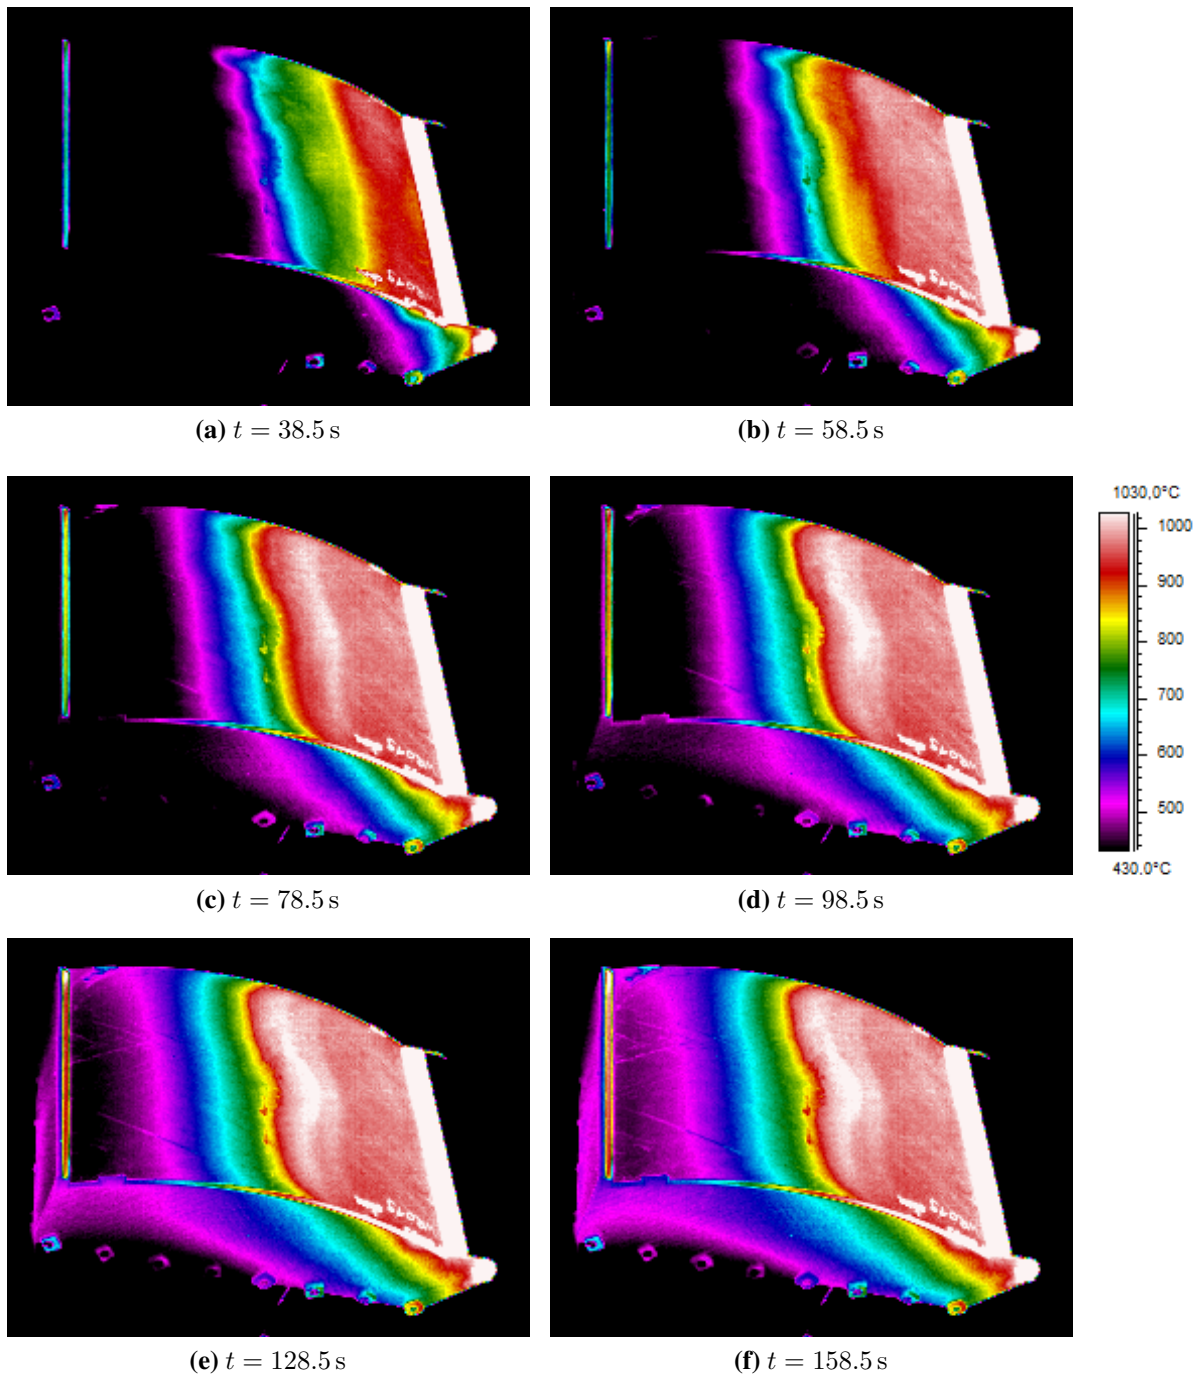 (a) t = 38.5 s
(b) t = 58.5 s
1030,0°C
1000
900
800
700
600
500
430.0°C
(c) t = 78.5 s
(d) t = 98.5 s
(e) t = 128.5 s
(f) t = 158.5 s